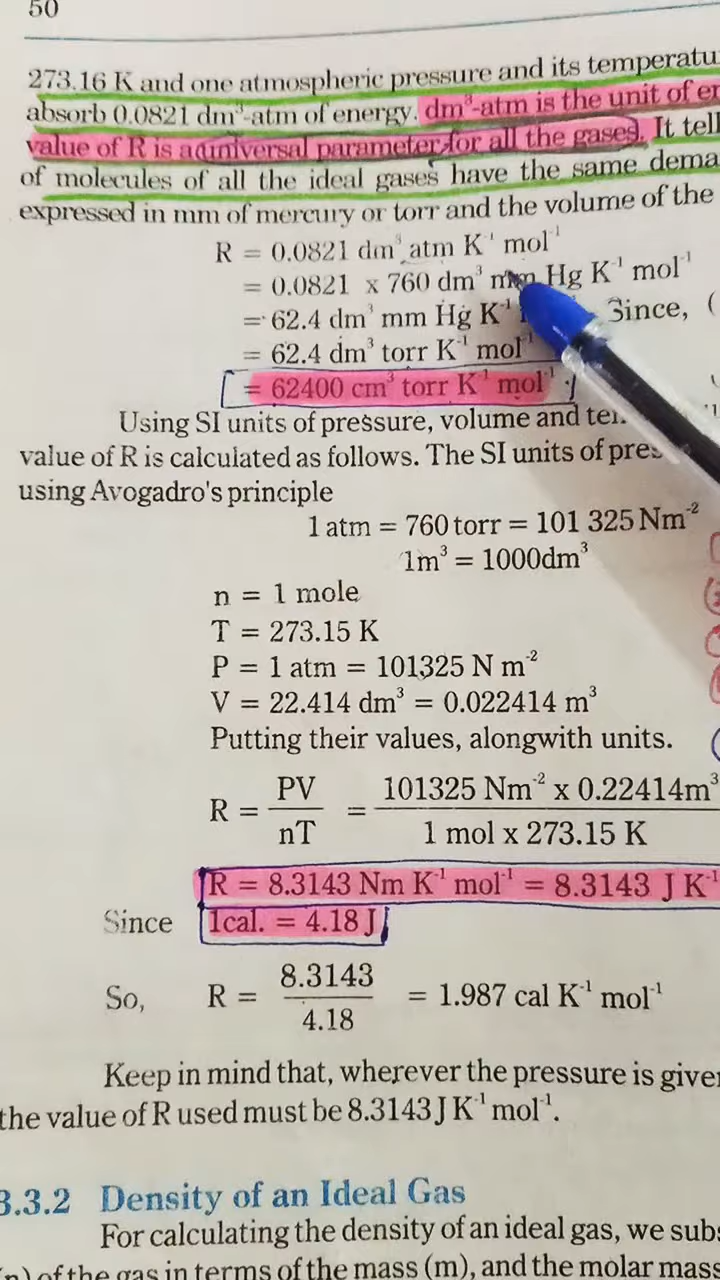 50
273.16 K and one atmospheric pressure and its temperatu
absorb 0.0821 dm³-atm of energy. dm³-atm is the unit of en
value of R is a universal parameter for all the gases. It tell
of molecules of all the ideal gases have the same dema
expressed in mm of mercury or torr and the volume of the
R = 0.0821 dm³ atm K⁻¹ mol⁻¹
= 0.0821 x 760 dm³ mm Hg K⁻¹ mol⁻¹
= 62.4 dm³ mm Hg K⁻¹ Since, (
= 62.4 dm³ torr K⁻¹ mol⁻¹
= 62400 cm³ torr K⁻¹ mol⁻¹.
Using SI units of pressure, volume and
value of R is calculated as follows. The SI units of
using Avogadro's principle
1 atm = 760 torr = 101 325 Nm⁻²
1m³ = 1000dm³
n = 1 mole
T = 273.15 K
P = 1 atm = 101325 N m⁻²
V = 22.414 dm³ = 0.022414 m³
Putting their values, alongwith units.
R = PV/nT = 101325 Nm⁻² x 0.22414m³/1 mol x 273.15 K
R = 8.3143 Nm K⁻¹ mol⁻¹ = 8.3143 J K⁻¹
Since 1cal. = 4.18 J
So, R = 8.3143/4.18 = 1.987 cal K⁻¹ mol⁻¹
Keep in mind that, wherever the pressure is given
the value of R used must be 8.3143 J K⁻¹ mol⁻¹.
3.3.2 Density of an Ideal Gas
For calculating the density of an ideal gas, we subs
(n) of the gas in terms of the mass (m), and the molar mass